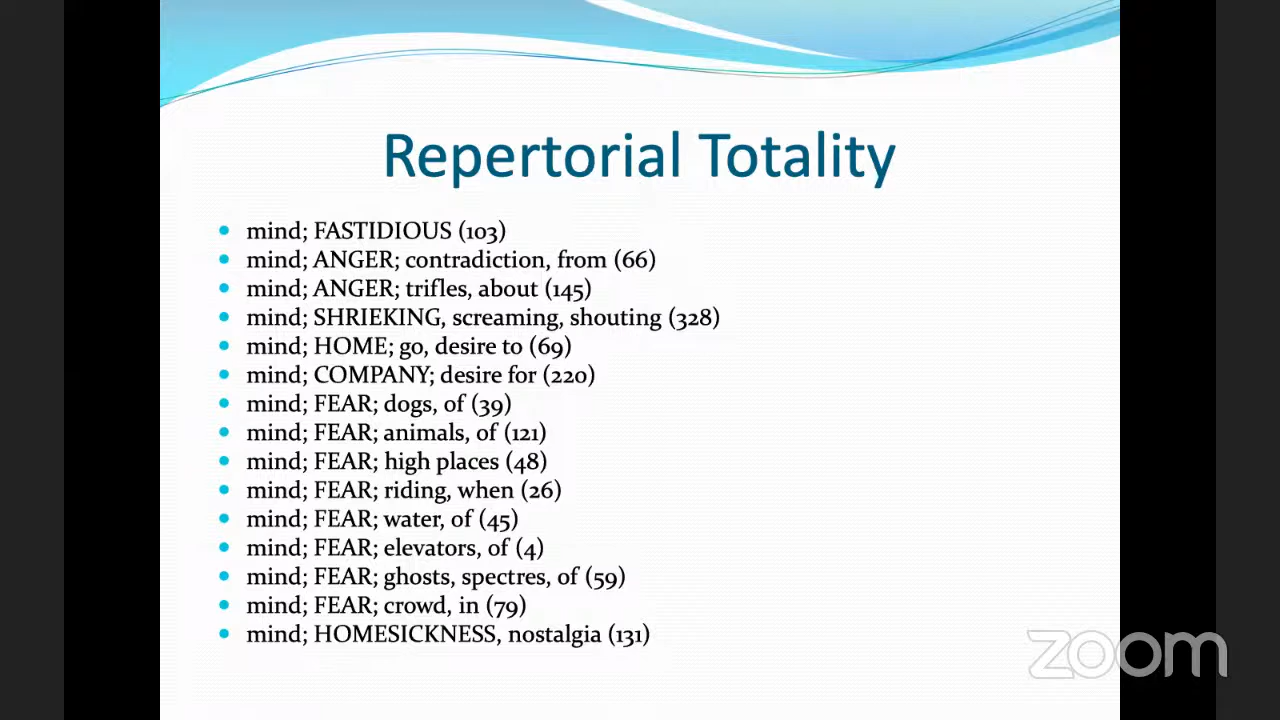 Repertorial Totality
mind; FASTIDIOUS (103)
mind; ANGER; contradiction, from (66)
mind; ANGER; trifles, about (145)
mind; SHRIEKING, screaming, shouting (328)
mind; HOME; go, desire to (69)
mind; COMPANY; desire for (220)
mind; FEAR; dogs, of (39)
mind; FEAR; animals, of (121)
mind; FEAR; high places (48)
mind; FEAR; riding, when (26)
mind; FEAR; water, of (45)
mind; FEAR; elevators, of (4)
mind; FEAR; ghosts, spectres, of (59)
mind; FEAR; crowd, in (79)
mind; HOMESICKNESS, nostalgia (131)
zoom